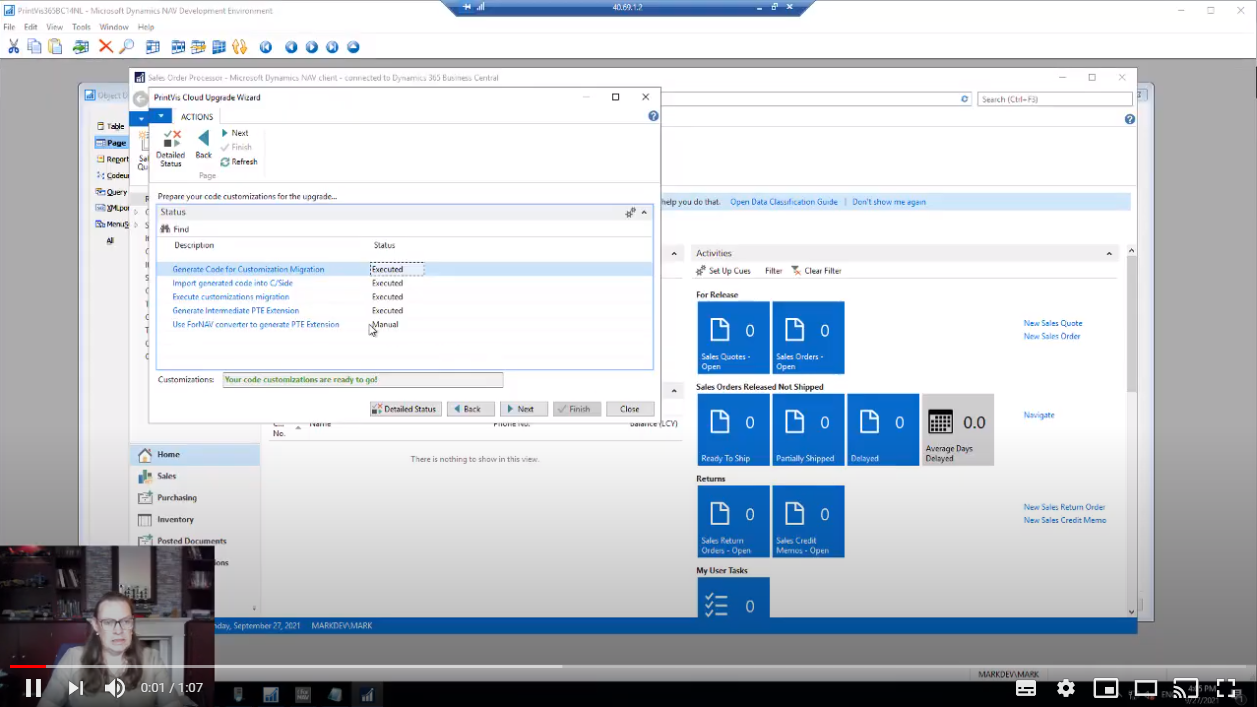 PrintVis365BC14NL - Microsoft Dynamics NAV Development Environment
40.69.1.2
File Edit View Tools Window Help
Sales Order Processor - Microsoft Dynamics NAV client - connected to Dynamics 365 Business Central
Search (Ctrl+F3)
Object
Table
Page
Report
Codeun
Query
XMLpor
MenuS
All
PrintVis Cloud Upgrade Wizard
ACTIONS
Detailed Status
Back
Next
Finish
Refresh
Page
Prepare your code customizations for the upgrade...
Status
Find
Description Status
Generate Code for Customization Migration Executed
Import generated code into C/Side Executed
Execute customizations migration Executed
Generate Intermediate PTE Extension Executed
Use ForNAV converter to generate PTE Extension Manual
Customizations: Your code customizations are ready to go!
Detailed Status Back Next Finish Close
help you do that. Open Data Classification Guide Don't show me again
Activities
Set Up Cues Filter Clear Filter
For Release
0 0
Sales Quotes - Open
Sales Orders - Open
New Sales Quote
New Sales Order
Sales Orders Released Not Shipped
0 0 0 0.0
Ready To Ship
Partially Shipped
Delayed
Average Days Delayed
Navigate
Returns
0 0
Sales Return Orders - Open
Sales Credit Memos - Open
New Sales Return Order
New Sales Credit Memo
My User Tasks
0
No. Name Phone No. Balance (LCY)
There is nothing to show in this view.
Home
Sales
Purchasing
Inventory
Posted Documents
day, September 27, 2021 MARKDEV\MARK
MARKDEV\MARK
0:01 / 1:07